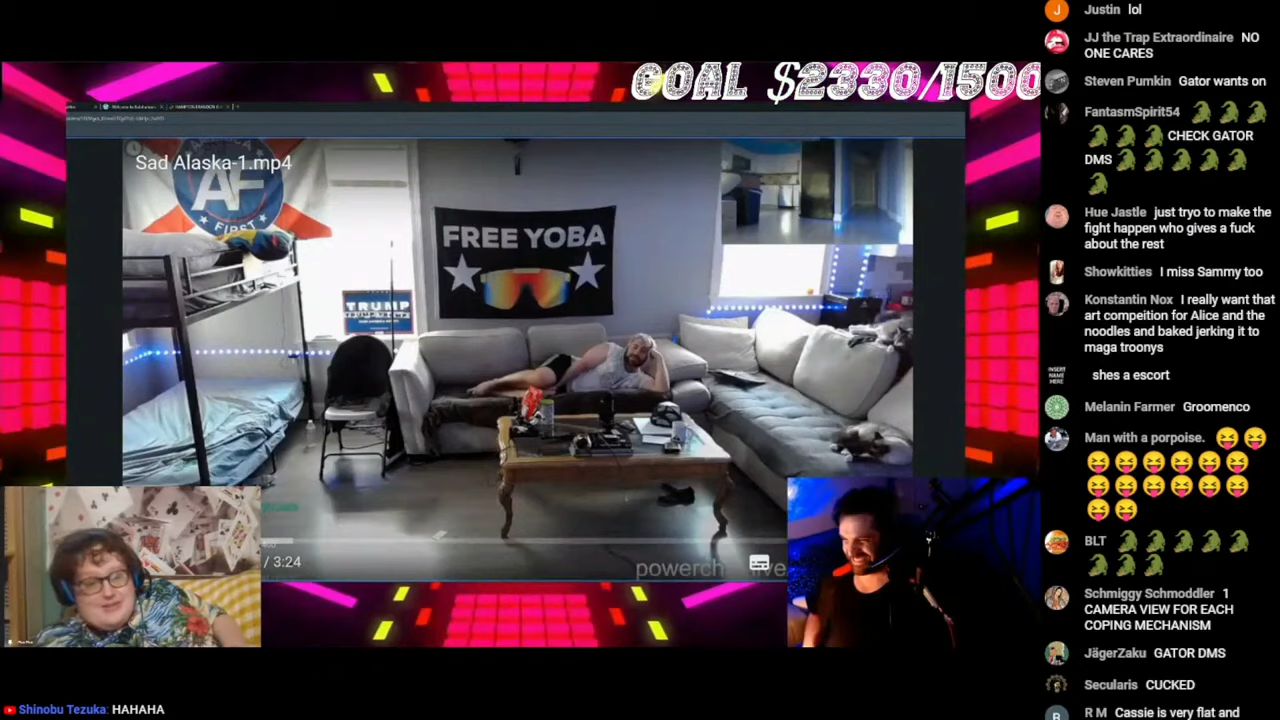 GOAL $2330/1500
Sad Alaska-1.mp4
AF
FIRST
FREE YOBA
TRUMP
/ 3:24
Shinobu Tezuka: HAHAHA
Justin lol
JJ the Trap Extraordinaire NO
ONE CARES
Steven Pumkin Gator wants on
FantasmSpirit54 🐊🐊🐊
🐊🐊🐊 CHECK GATOR
DMS 🐊🐊🐊🐊🐊
🐊
Hue Jastle just tryo to make the
fight happen who gives a fuck
about the rest
Showkitties I miss Sammy too
Konstantin Nox I really want that
art compeition for Alice and the
noodles and baked jerking it to
maga troonys
INSERT
NAME
HERE
shes a escort
Melanin Farmer Groomenco
Man with a porpoise. 😝😝
😝😝😝😝😝😝
😝😝😝😝😝😝
😝😝
BLT 🐊🐊🐊🐊🐊
🐊🐊🐊
Schmiggy Schmoddler 1
CAMERA VIEW FOR EACH
COPING MECHANISM
JägerZaku GATOR DMS
Secularis CUCKED
R M Cassie is very flat and